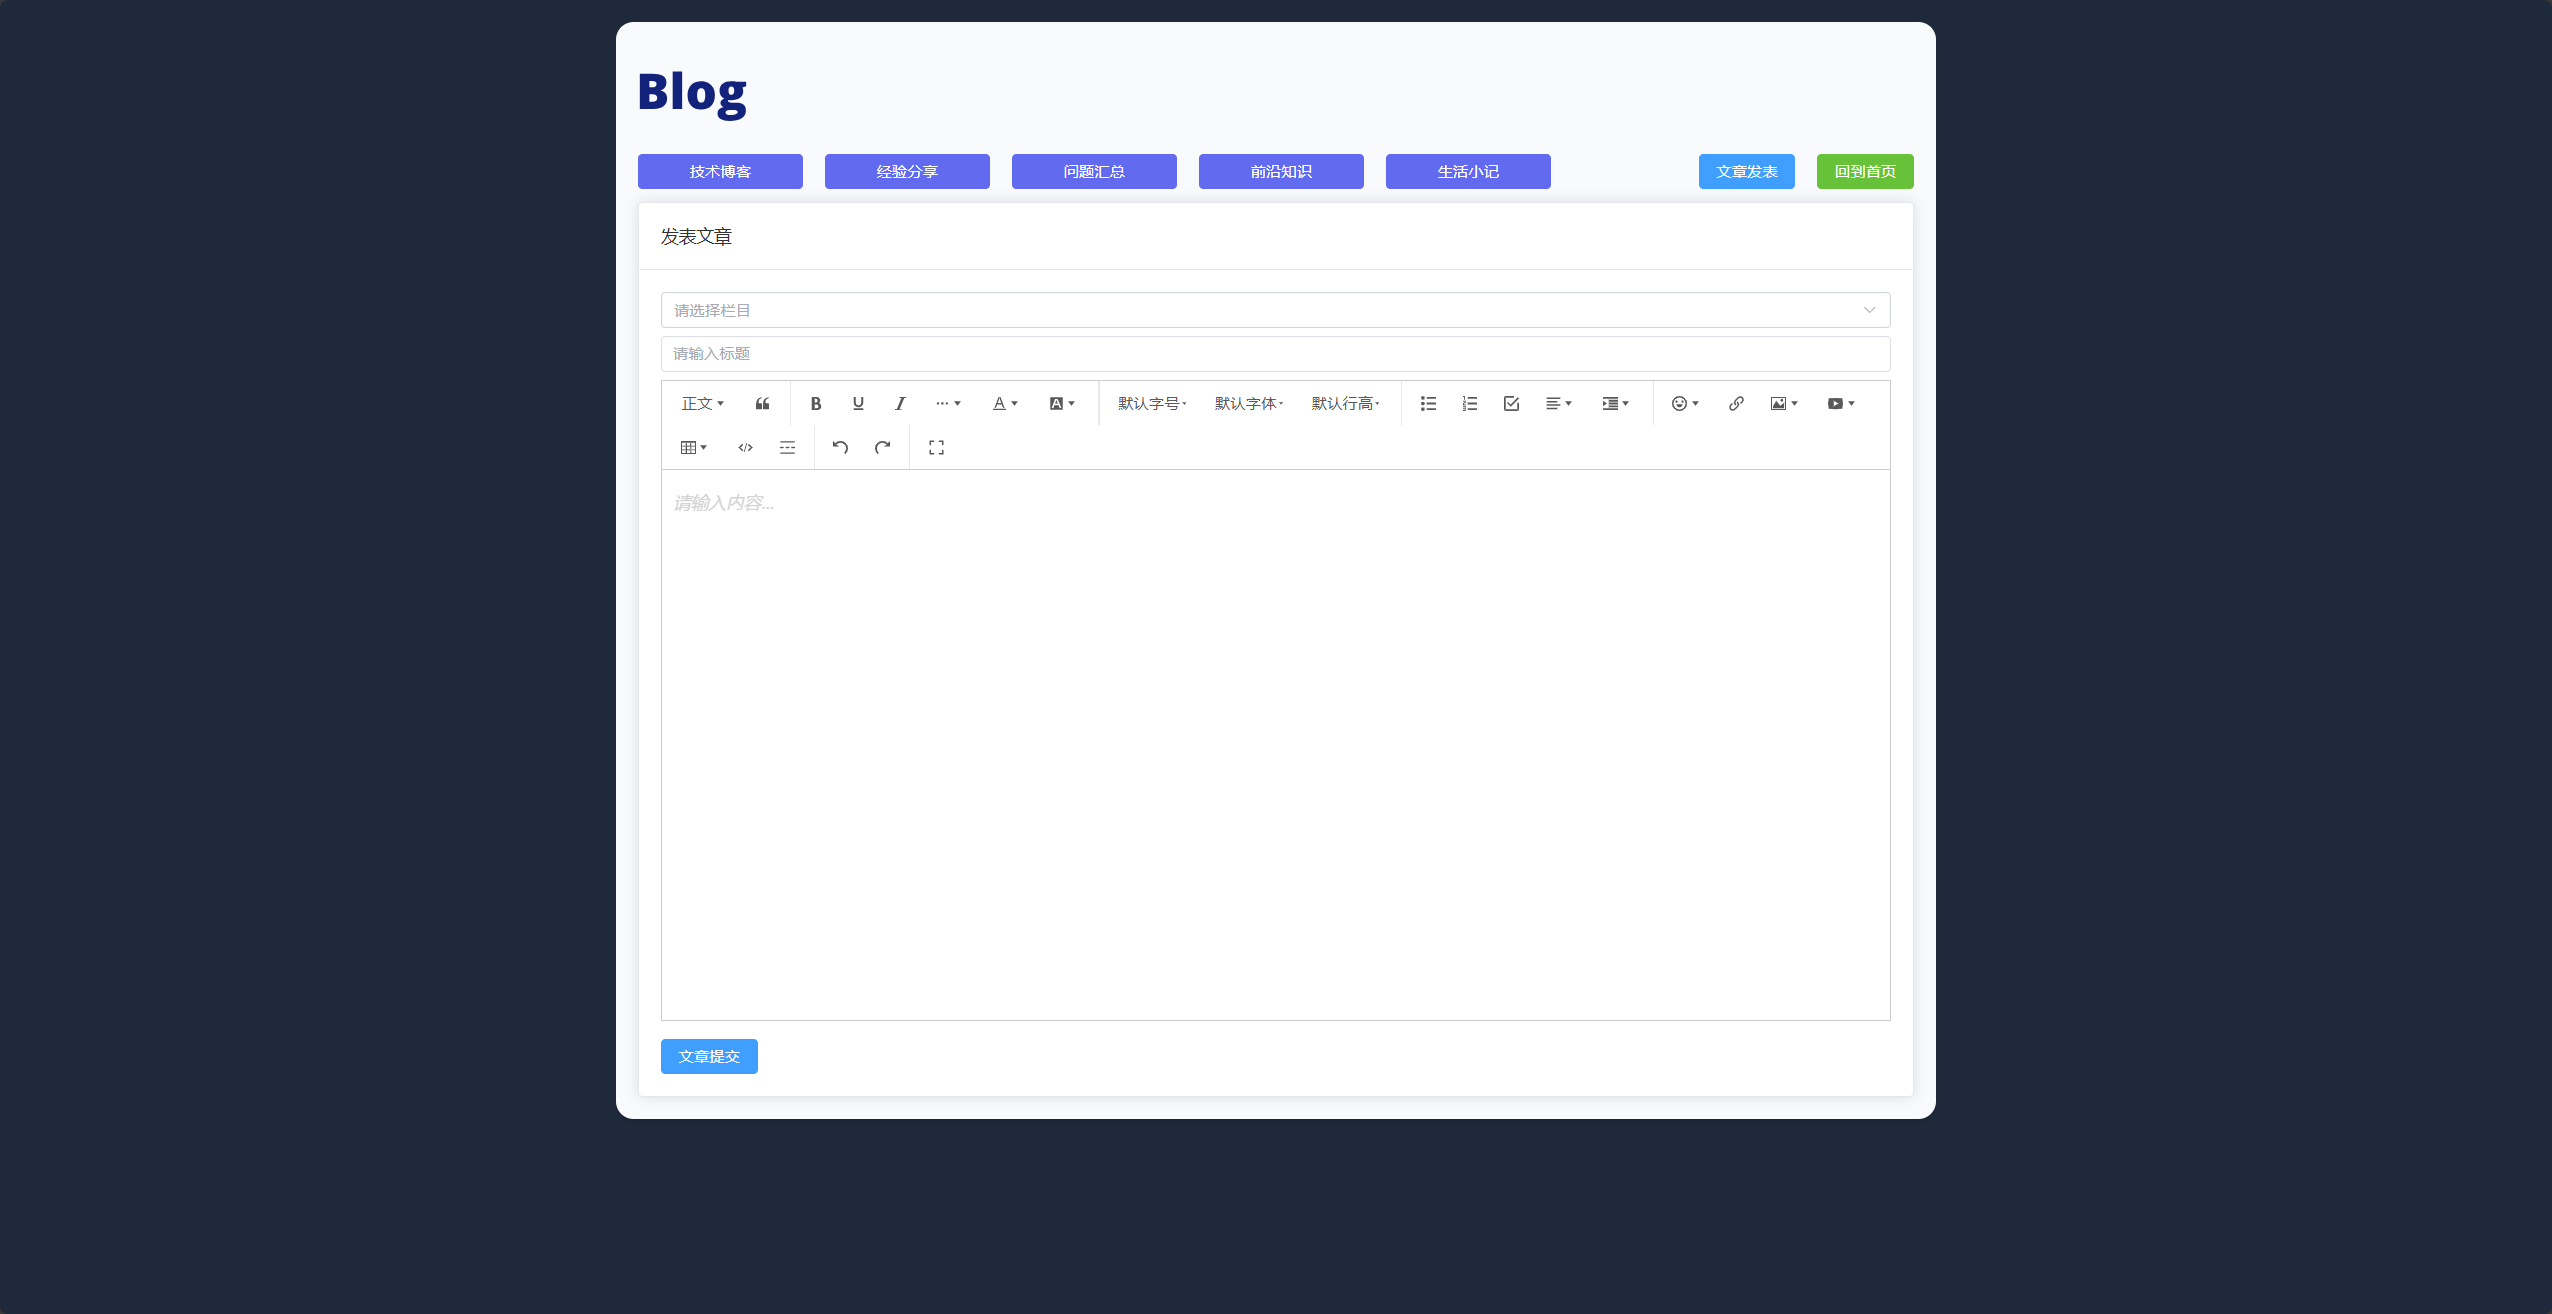 Blog
技术博客 经验分享 问题汇总 前沿知识 生活小记 文章发表 回到首页
发表文章
请选择栏目
请输入标题
正文 默认字号 默认字体 默认行高
请输入内容...
文章提交